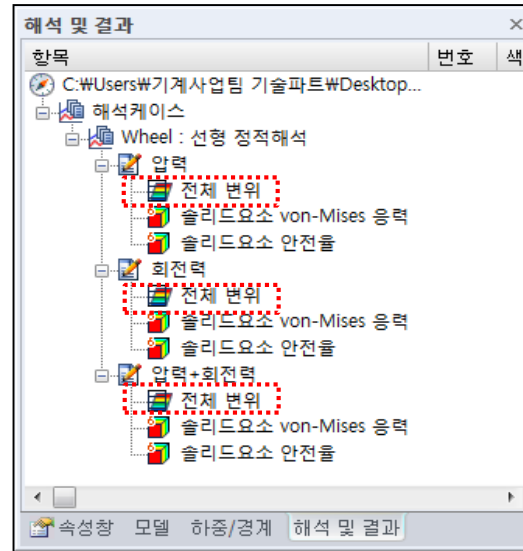 해석 및 결과
항목 번호 색
C:₩Users₩기계사업팀 기술파트₩Desktop...
해석케이스
Wheel : 선형 정적해석
압력
전체 변위
솔리드요소 von-Mises 응력
솔리드요소 안전율
회전력
전체 변위
솔리드요소 von-Mises 응력
솔리드요소 안전율
압력+회전력
전체 변위
솔리드요소 von-Mises 응력
솔리드요소 안전율
속성창 모델 하중/경계 해석 및 결과